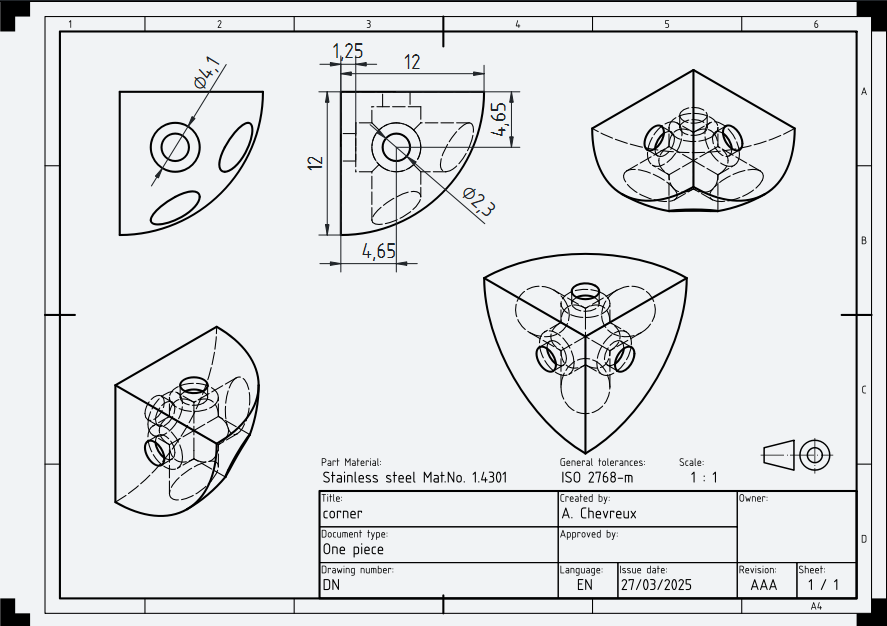 1 2 3 4 5 6
A
B
C
D
⌀4,1
1,25
12
12
4,65
⌀2,3
4,65
Part Material:
Stainless steel Mat.No. 1.4301
General tolerances:
ISO 2768-m
Scale:
1 : 1
Title:
corner
Created by:
A. Chevreux
Owner:
Document type:
One piece
Approved by:
Drawing number:
DN
Language:
EN
Issue date:
27/03/2025
Revision:
AAA
Sheet:
1 / 1
A4